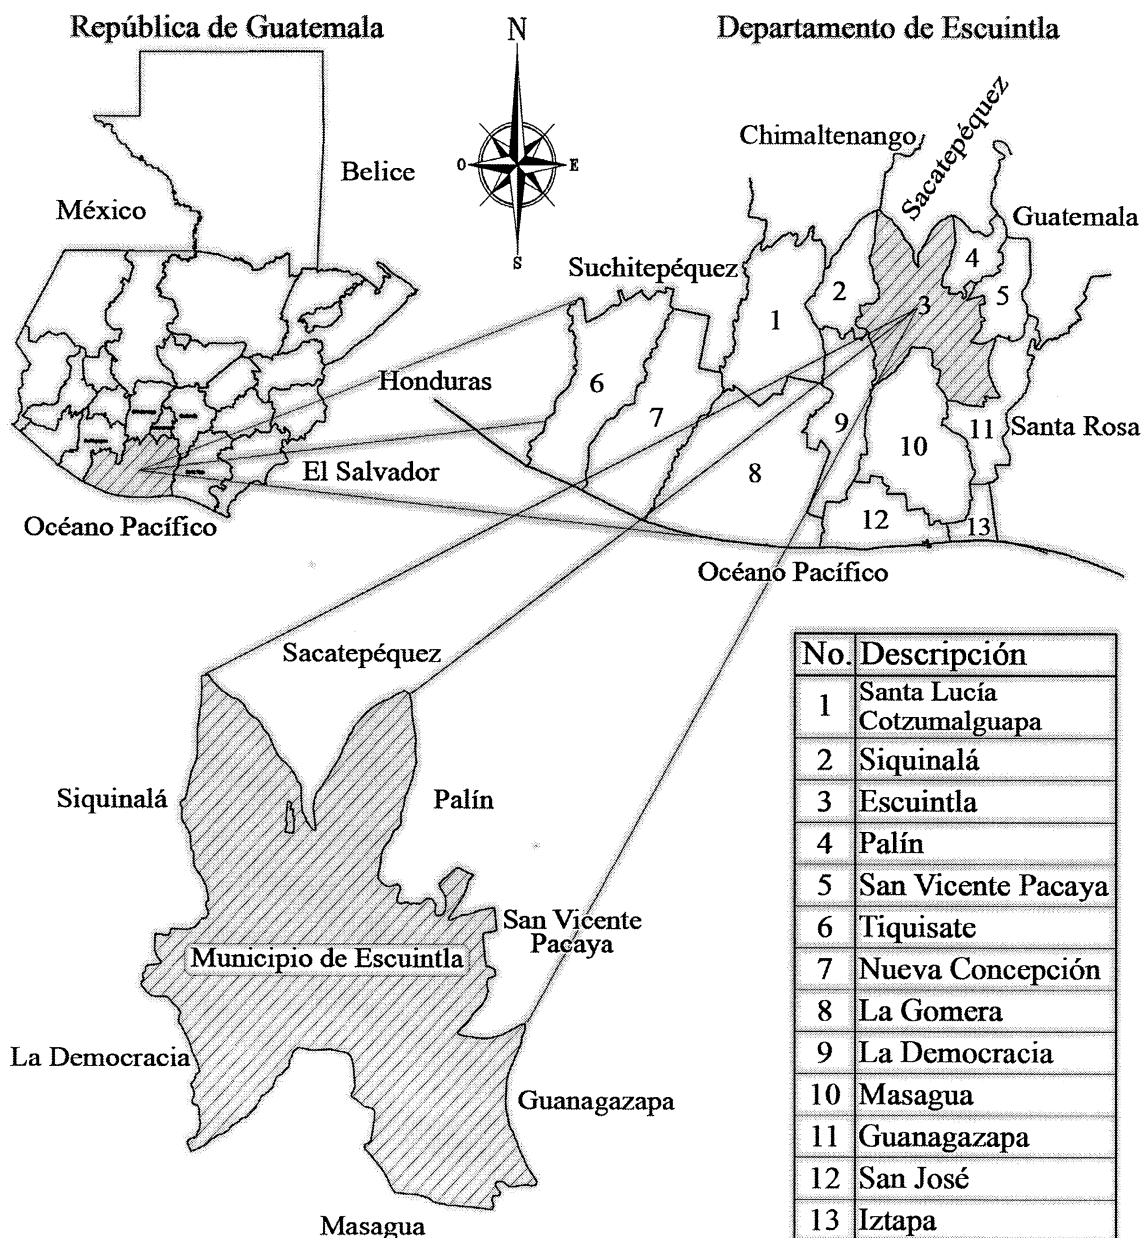 República de Guatemala
Departamento de Escuintla
N
O
E
S
México
Belice
Honduras
El Salvador
Océano Pacífico
Chimaltenango
Sacatepéquez
Guatemala
Suchitepéquez
Santa Rosa
Océano Pacífico
1
2
3
4
5
6
7
8
9
10
11
12
13
Sacatepéquez
Siquinalá
Palín
San Vicente
Pacaya
Municipio de Escuintla
La Democracia
Guanagazapa
Masagua
No. Descripción
1 Santa Lucía
Cotzumalguapa
2 Siquinalá
3 Escuintla
4 Palín
5 San Vicente Pacaya
6 Tiquisate
7 Nueva Concepción
8 La Gomera
9 La Democracia
10 Masagua
11 Guanagazapa
12 San José
13 Iztapa